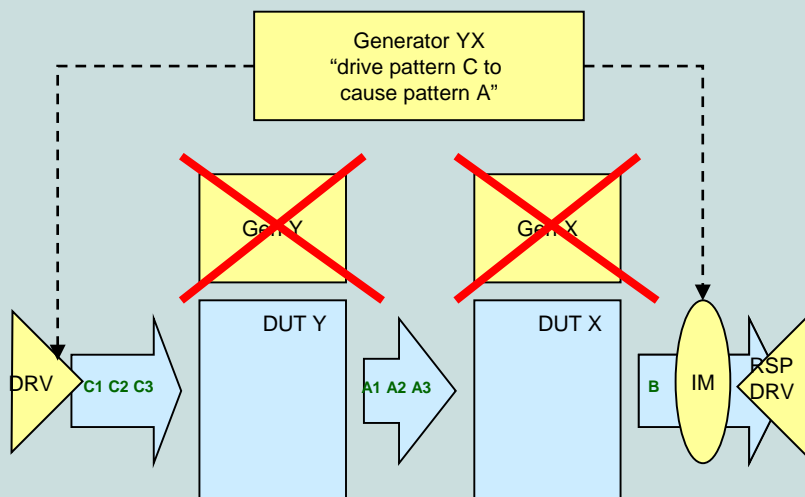 Generator YX
“drive pattern C to
cause pattern A”
Gen Y
Gen X
DUT Y
DUT X
DRV
C1 C2 C3
A1 A2 A3
B
IM
RSP
DRV